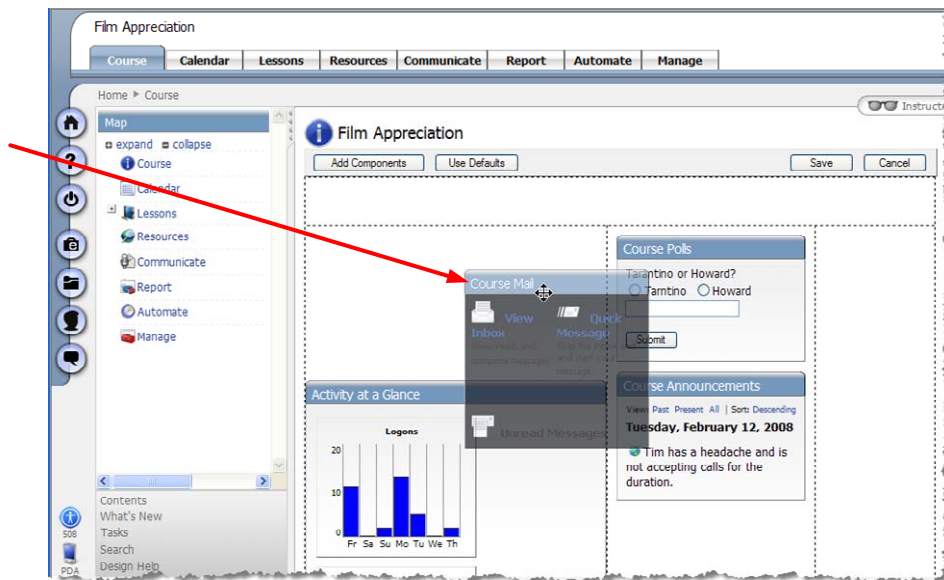 Film Appreciation
Course Calendar Lessons Resources Communicate Report Automate Manage
Home Course
Map
expand collapse
Course
Calendar
Lessons
Resources
Communicate
Report
Automate
Manage
Contents
What's New
Tasks
Search
Design Help
508
PDA
Instructo
Film Appreciation
Add Components Use Defaults Save Cancel
Course Mail
View
Inbox
Quick
Message
Unread Messages
Course Polls
Tarantino or Howard?
Tarntino Howard
Submit
Activity at a Glance
Logons
20
10
0
Fr Sa Su Mo Tu We Th
Course Announcements
View: Past Present All | Sort: Descending
Tuesday, February 12, 2008
Tim has a headache and is
not accepting calls for the
duration.